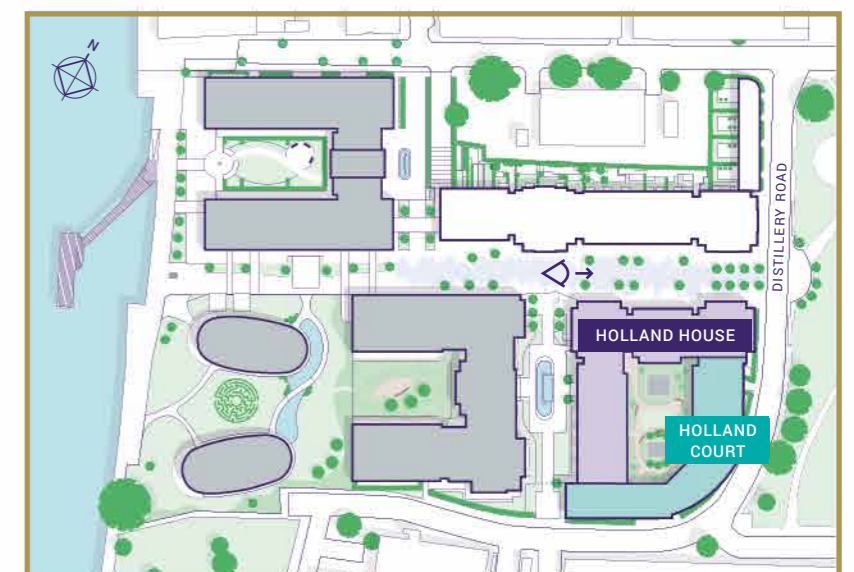 N
DISTILLERY ROAD
HOLLAND HOUSE
HOLLAND
COURT